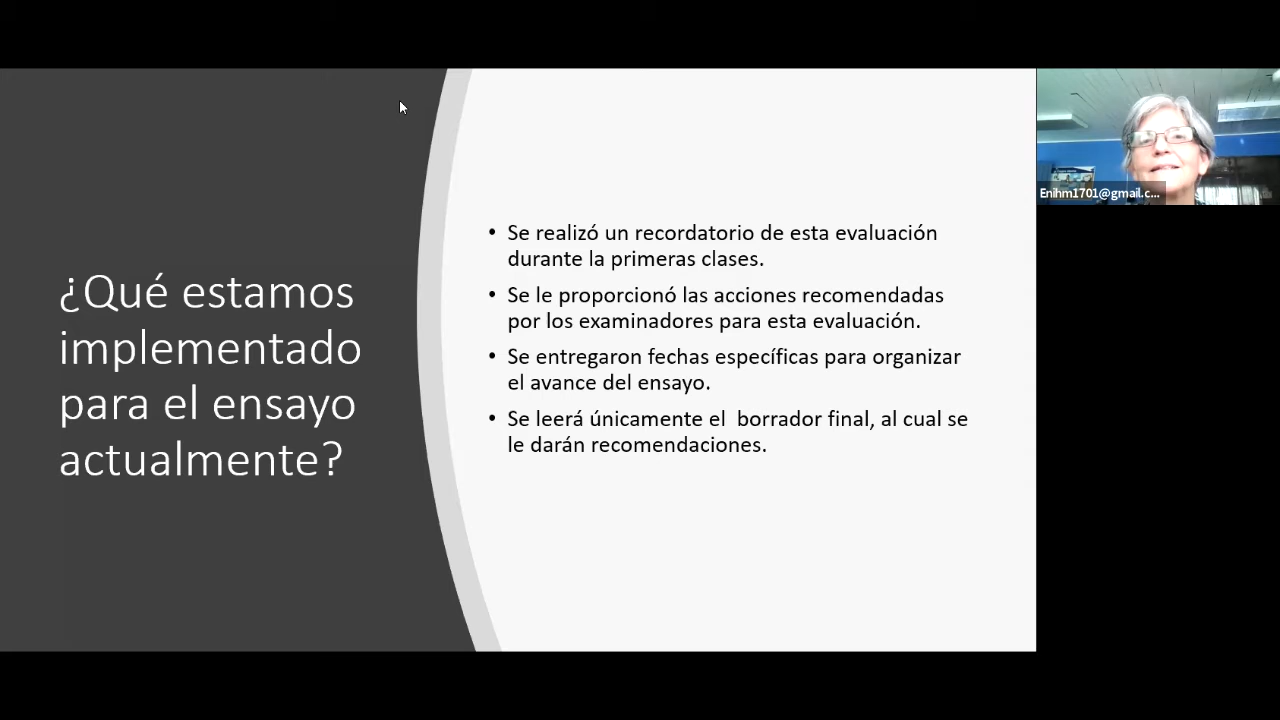 ¿Qué estamos
implementado
para el ensayo
actualmente?
• Se realizó un recordatorio de esta evaluación
durante la primeras clases.
• Se le proporcionó las acciones recomendadas
por los examinadores para esta evaluación.
• Se entregaron fechas específicas para organizar
el avance del ensayo.
• Se leerá únicamente el  borrador final, al cual se
le darán recomendaciones.
Enihm1701@gmail.c...